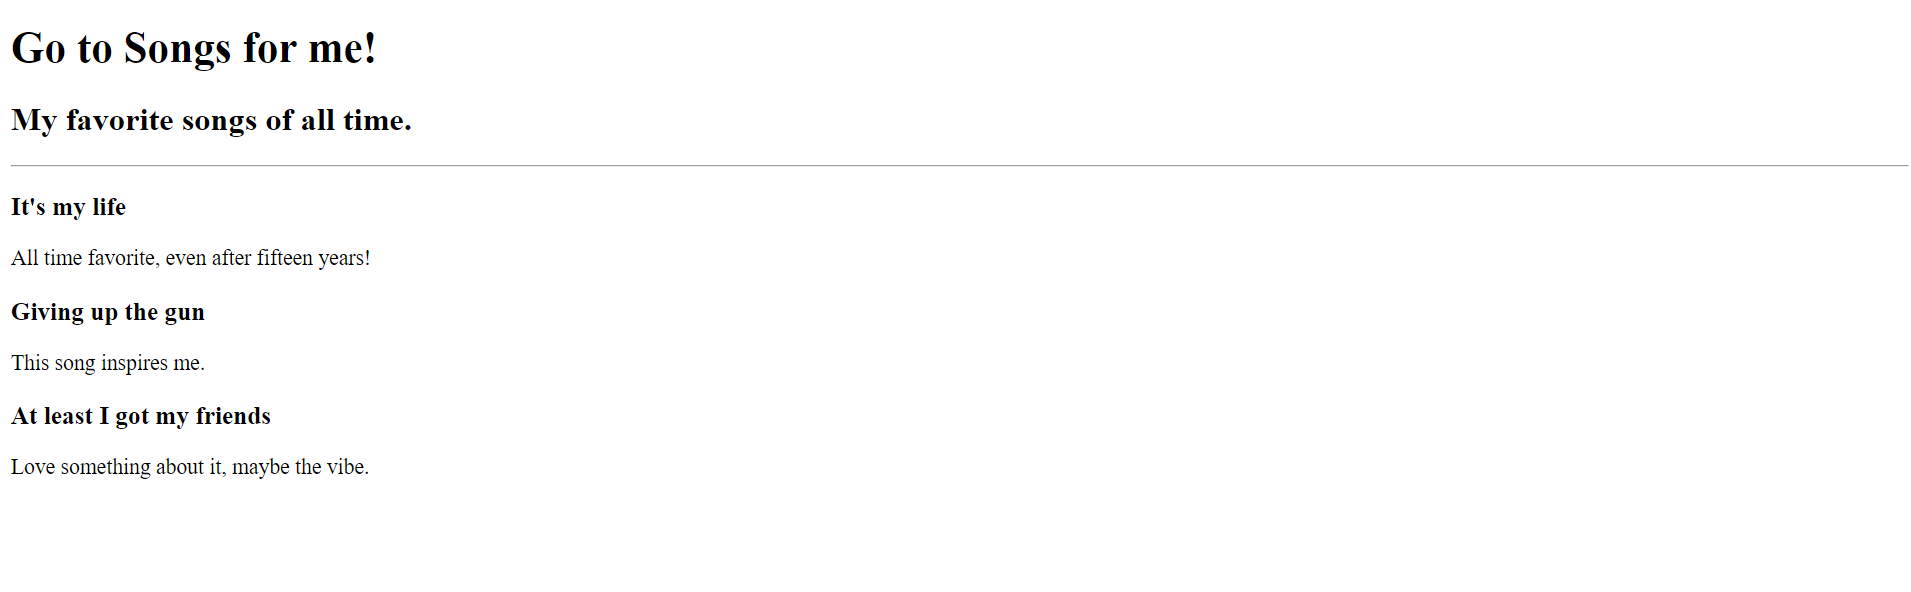 Go to Songs for me!
My favorite songs of all time.
It's my life
All time favorite, even after fifteen years!
Giving up the gun
This song inspires me.
At least I got my friends
Love something about it, maybe the vibe.